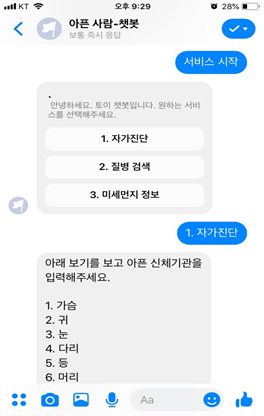 KT 오후 9:29 28%
아픈 사람-챗봇
보통 즉시 응답
서비스 시작
.
안녕하세요. 토이 챗봇입니다. 원하는 서비
스를 선택해주세요.
1. 자가진단
2. 질병 검색
3. 미세먼지 정보
1. 자가진단
아래 보기를 보고 아픈 신체기관을
입력해주세요.
1. 가슴
2. 귀
3. 눈
4. 다리
5. 등
6. 머리
Aa